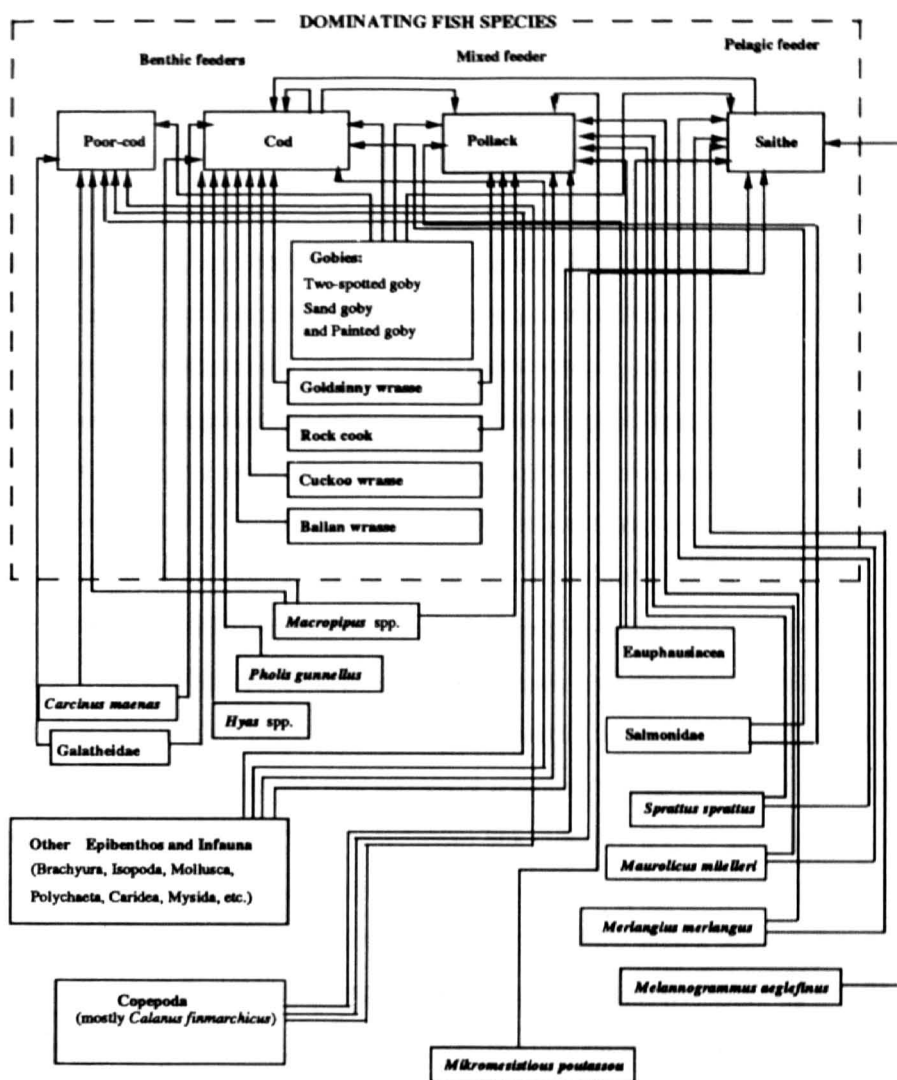 DOMINATING FISH SPECIES
Benthic feeders
Mixed feeder
Pelagic feeder
Poor-cod
Cod
Pollack
Saithe
Gobies:
Two-spotted goby
Sand goby
and Painted goby
Goldsinny wrasse
Rock cook
Cuckoo wrasse
Ballan wrasse
Macropipus spp.
Eauphausiacea
Pholis gunnellus
Carcinus maenas
Hyas spp.
Galatheidae
Salmonidae
Sprattus sprattus
Other Epibenthos and Infauna
(Brachyura, Isopoda, Mollusca,
Polychaeta, Caridea, Mysida, etc.)
Maurolicus müelleri
Merlangius merlangus
Copepoda
(mostly Calanus finmarchicus)
Melannogrammus aeglefinus
Mikromesistious poutassou